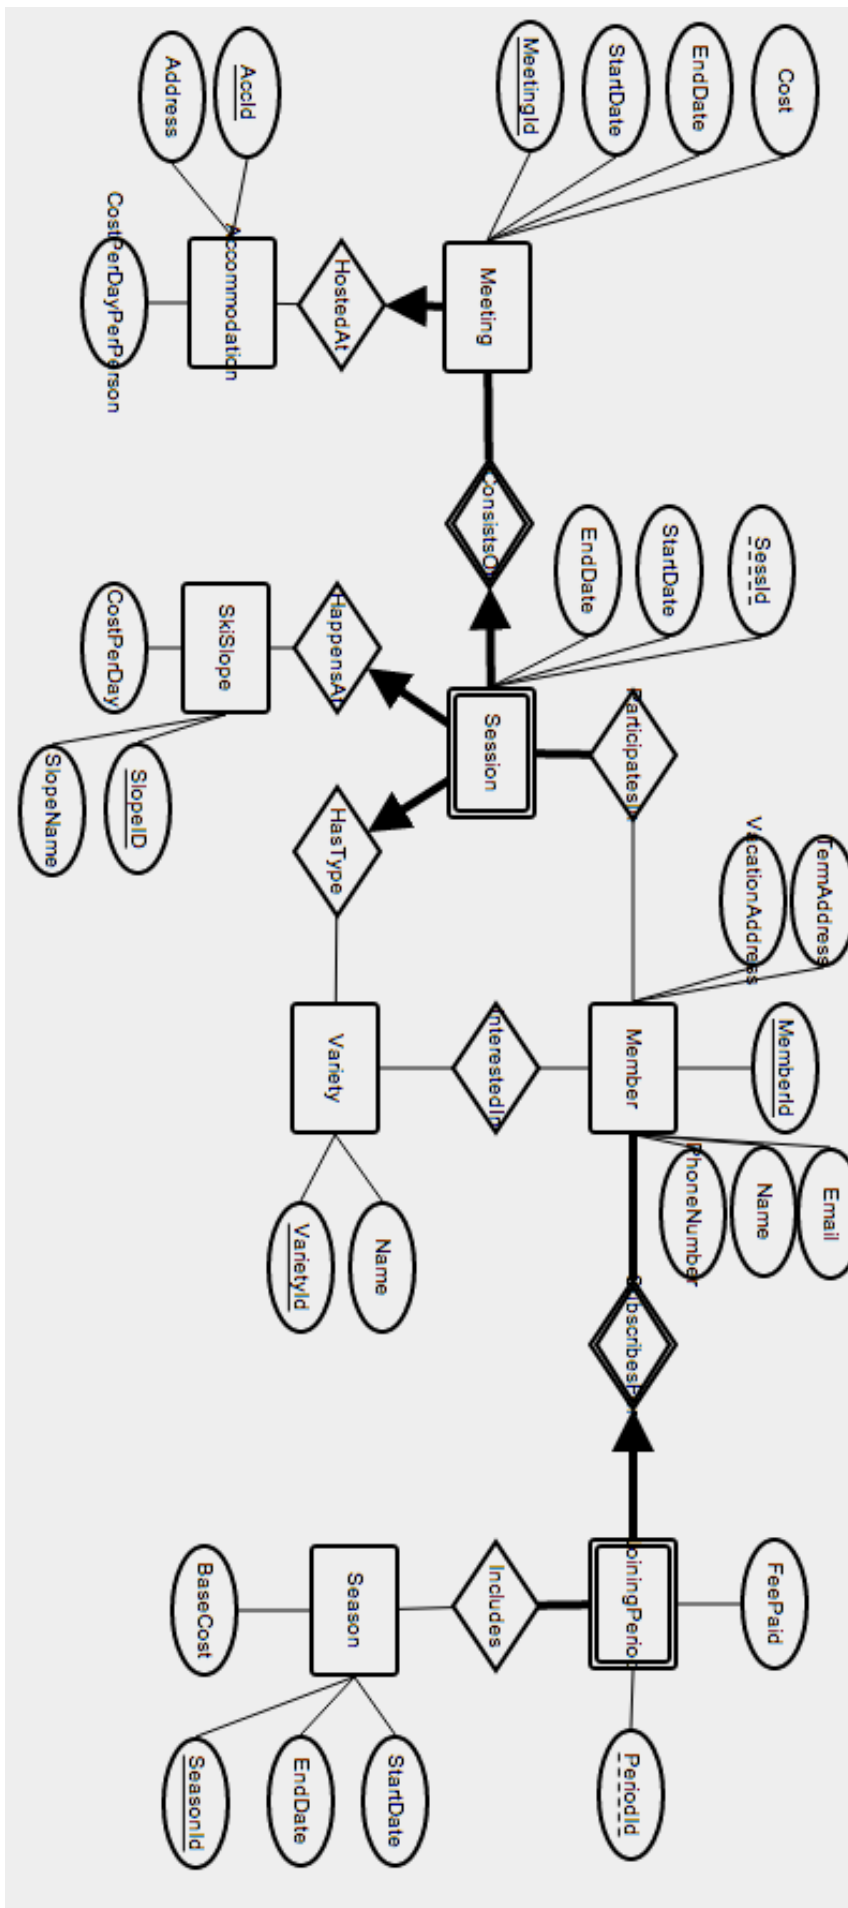 Cost
EndDate
StartDate
MeetingId
Meeting
HostedAt
Accommodation
AccId
Address
CostPerDayPerPerson
ConsistsOf
SessId
StartDate
EndDate
Session
HappensAt
SkiSlope
CostPerDay
SlopeID
SlopeName
HasType
ParticipatesIn
TermAddress
VacationAddress
MemberId
Member
Email
Name
PhoneNumber
InterestedIn
Variety
Name
VarietyId
FeePaid
JoiningPeriod
PeriodId
Includes
Season
BaseCost
StartDate
EndDate
SeasonId